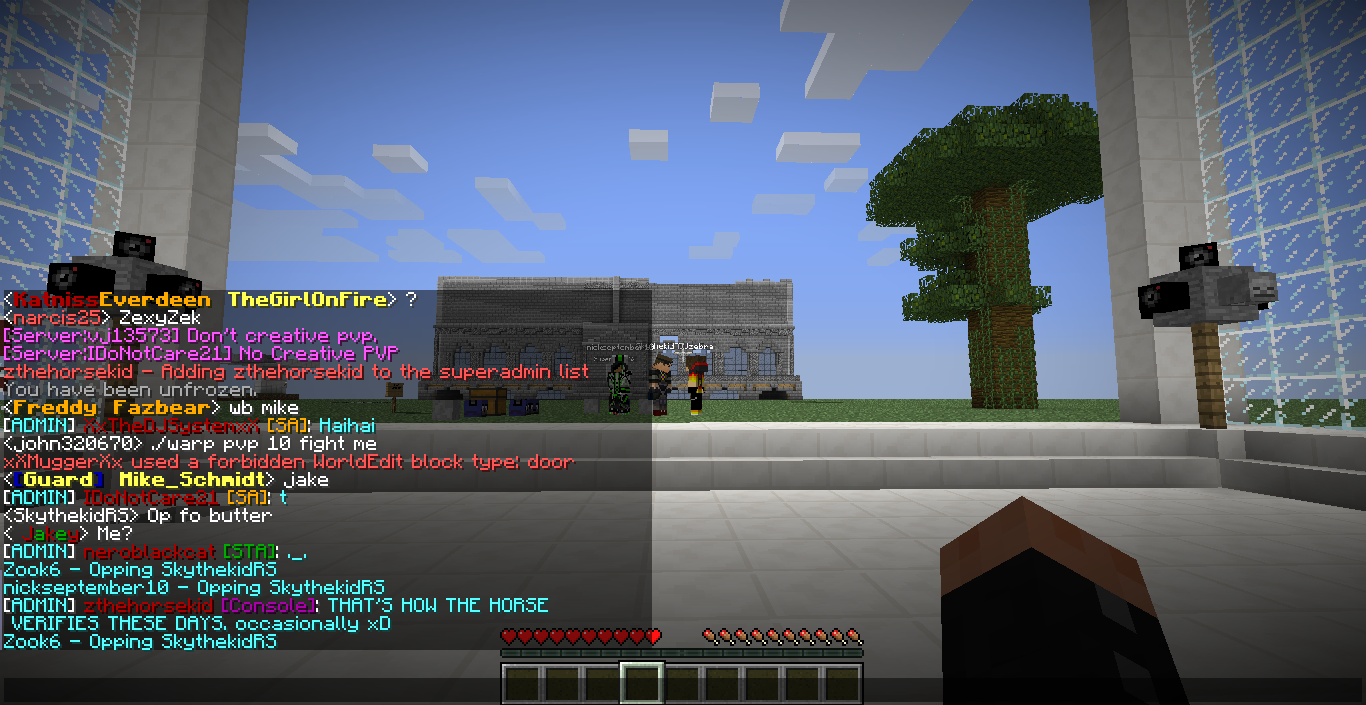 <KatnissEverdeen TheGirlOnFire> ?
<narcis25> ZexyZek
[Server:vj13573] Don't creative pvp.
[Server:IDoNotCare21] No Creative PVP
zthehorsekid - Adding zthehorsekid to the superadmin list
You have been unfrozen.
<Freddy Fazbear> wb mike
[ADMIN] XxTheDJSystemxX [SA]: Haihai
<john320670> ./warp pvp 10 fight me
xXMuggerXx used a forbidden WorldEdit block type: door
<[Guard] Mike_Schmidt> jake
[ADMIN] IDoNotCare21 [SA]: t
<SkythekidRS> Op fo butter
< Jakey> Me?
[ADMIN] neroblackcat [STA]: ._.
Zook6 - Opping SkythekidRS
nickseptember10 - Opping SkythekidRS
[ADMIN] zthehorsekid [Console]: THAT'S HOW THE HORSE
VERIFIES THESE DAYS. occasionally xD
Zook6 - Opping SkythekidRS